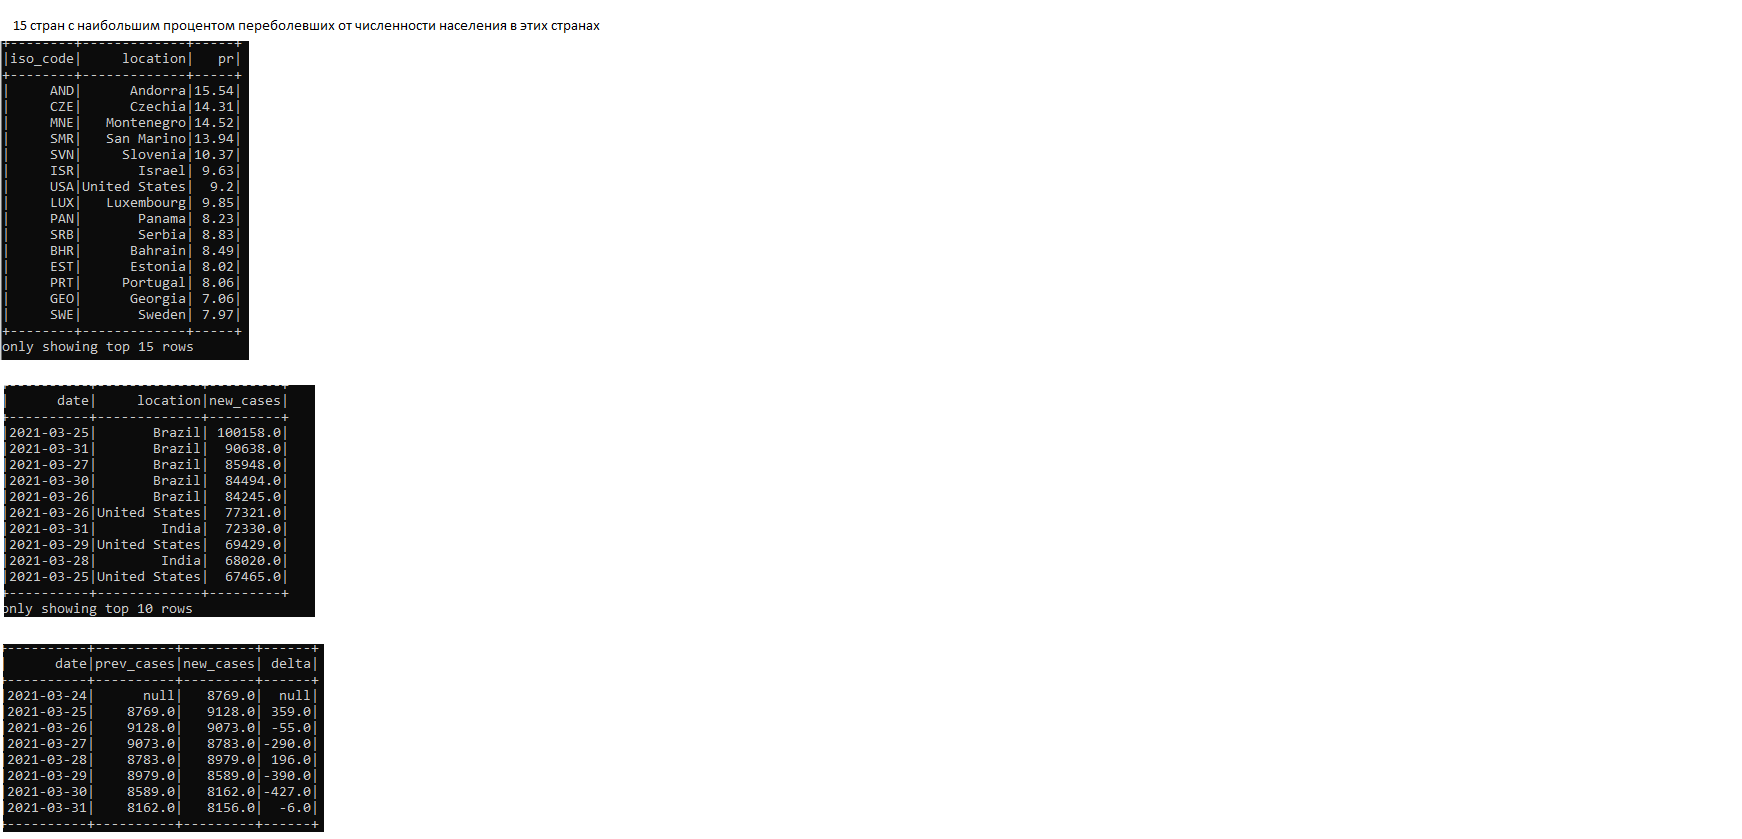 15 стран с наибольшим процентом переболевших от численности населения в этих странах
+--------+-------------+-----+
|iso_code|     location|   pr|
+--------+-------------+-----+
|     AND|      Andorra|15.54|
|     CZE|      Czechia|14.31|
|     MNE|   Montenegro|14.52|
|     SMR|   San Marino|13.94|
|     SVN|     Slovenia|10.37|
|     ISR|       Israel| 9.63|
|     USA|United States|  9.2|
|     LUX|   Luxembourg| 9.85|
|     PAN|       Panama| 8.23|
|     SRB|       Serbia| 8.83|
|     BHR|      Bahrain| 8.49|
|     EST|      Estonia| 8.02|
|     PRT|     Portugal| 8.06|
|     GEO|      Georgia| 7.06|
|     SWE|       Sweden| 7.97|
+--------+-------------+-----+
only showing top 15 rows
+----------+-------------+---------+
|      date|     location|new_cases|
+----------+-------------+---------+
|2021-03-25|       Brazil| 100158.0|
|2021-03-31|       Brazil|  90638.0|
|2021-03-27|       Brazil|  85948.0|
|2021-03-30|       Brazil|  84494.0|
|2021-03-26|       Brazil|  84245.0|
|2021-03-26|United States|  77321.0|
|2021-03-31|        India|  72330.0|
|2021-03-29|United States|  69429.0|
|2021-03-28|        India|  68020.0|
|2021-03-25|United States|  67465.0|
+----------+-------------+---------+
only showing top 10 rows
+----------+----------+---------+------+
|      date|prev_cases|new_cases| delta|
+----------+----------+---------+------+
|2021-03-24|      null|   8769.0|  null|
|2021-03-25|    8769.0|   9128.0| 359.0|
|2021-03-26|    9128.0|   9073.0| -55.0|
|2021-03-27|    9073.0|   8783.0|-290.0|
|2021-03-28|    8783.0|   8979.0| 196.0|
|2021-03-29|    8979.0|   8589.0|-390.0|
|2021-03-30|    8589.0|   8162.0|-427.0|
|2021-03-31|    8162.0|   8156.0|  -6.0|
+----------+----------+---------+------+